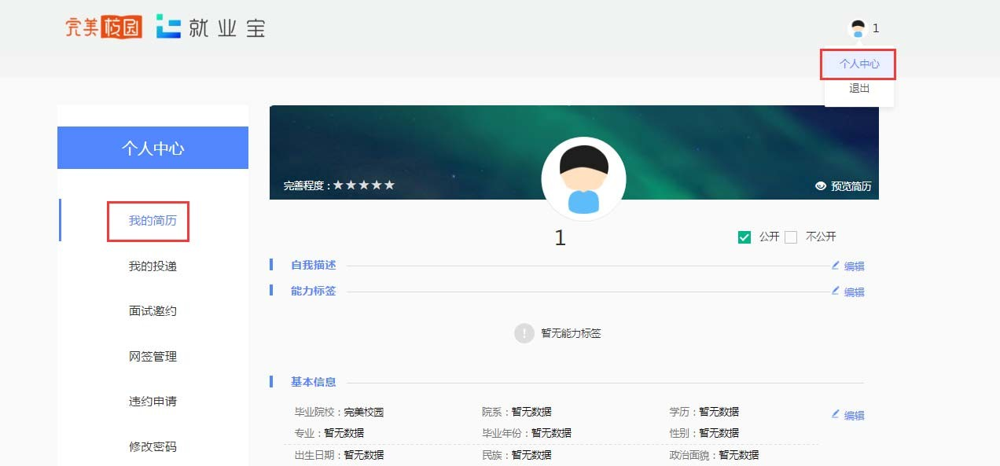 完美校园 就业宝
1
个人中心
退出
个人中心
完善程度：★★★★★
预览简历
我的简历
1
公开 不公开
我的投递
自我描述 编辑
能力标签 编辑
面试邀约
暂无能力标签
网签管理
基本信息
违约申请
毕业院校：完美校园 院系：暂无数据 学历：暂无数据 编辑
专业：暂无数据 毕业年份：暂无数据 性别：暂无数据
修改密码
出生日期：暂无数据 民族：暂无数据 政治面貌：暂无数据